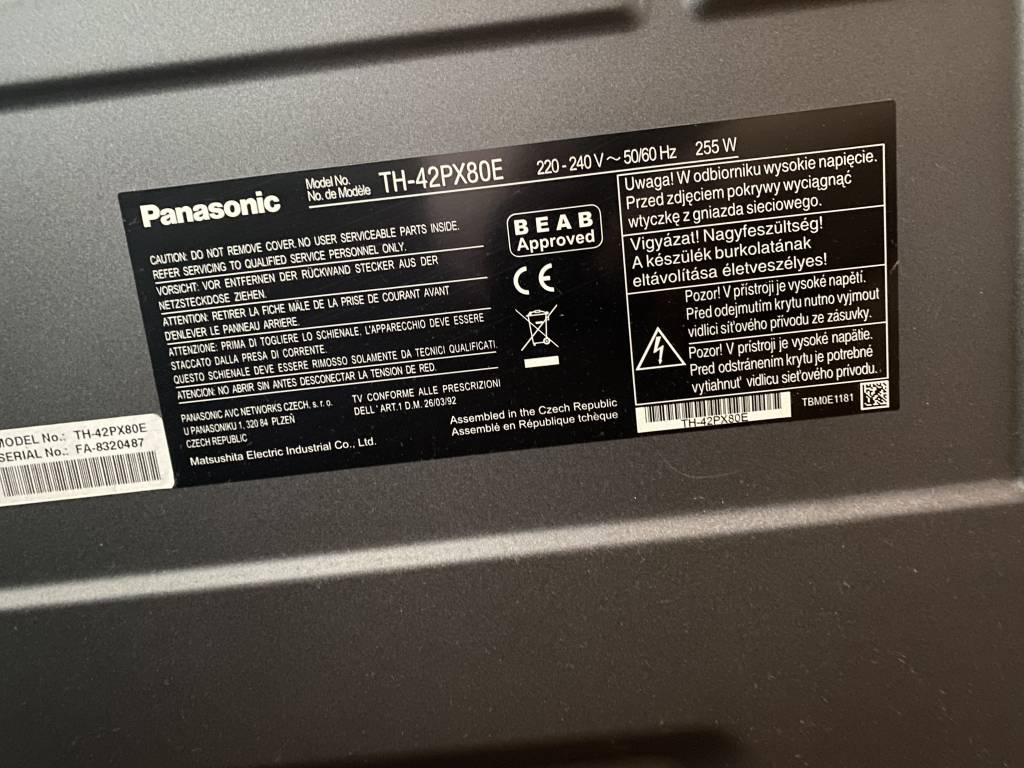 Panasonic
Model No.
No. de Modèle
TH-42PX80E
220 - 240 V ~ 50/60 Hz 255 W
CAUTION: DO NOT REMOVE COVER. NO USER SERVICEABLE PARTS INSIDE.
REFER SERVICING TO QUALIFIED SERVICE PERSONNEL ONLY.
VORSICHT: VOR ENTFERNEN DER RÜCKWAND STECKER AUS DER
NETZSTECKDOSE ZIEHEN.
ATTENTION: RETIRER LA FICHE MÂLE DE LA PRISE DE COURANT AVANT
D'ENLEVER LE PANNEAU ARRIERE.
ATTENZIONE: PRIMA DI TOGLIERE LO SCHIENALE. L'APPARECCHIO DEVE ESSERE
STACCATO DALLA PRESA DI CORRENTE.
QUESTO SCHIENALE DEVE ESSERE RIMOSSO SOLAMENTE DA TECNICI QUALIFICATI.
ATENCION: NO ABRIR SIN ANTES DESCONECTAR LA TENSION DE RED.
PANASONIC AVC NETWORKS CZECH, s. r. o.
U PANASONIKU 1, 320 84 PLZEŇ
CZECH REPUBLIC
TV CONFORME ALLE PRESCRIZIONI
DELL' ART.1 D.M. 26/03/92
Matsushita Electric Industrial Co., Ltd.
Assembled in the Czech Republic
Assemblé en République tchèque
BEAB
Approved
CE
Uwaga! W odbiorniku wysokie napięcie.
Przed zdjęciem pokrywy wyciągnąć
wtyczkę z gniazda sieciowego.
Vigyázat! Nagyfeszültség!
A készülék burkolatának
eltávolítása életveszélyes!
Pozor! V přístroji je vysoké napětí.
Před odejmutím krytu nutno vyjmout
vidlici síťového přívodu ze zásuvky.
Pozor! V prístroji je vysoké napätie.
Pred odstránením krytu je potrebné
vytiahnuť vidlicu sieťového prívodu.
TH-42PX80E
TBM0E1181
MODEL No.: TH-42PX80E
SERIAL No.: FA-8320487